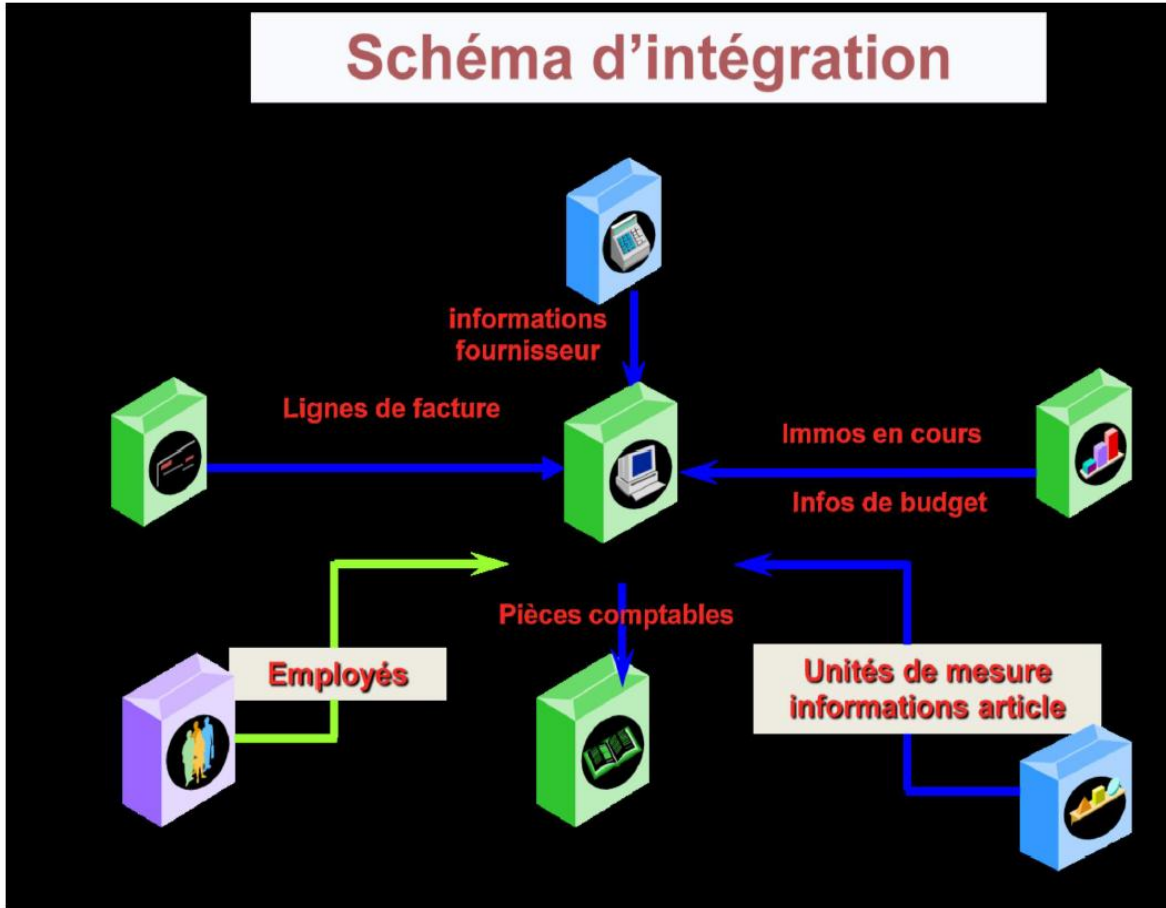 Schéma d'intégration
informations
fournisseur
Lignes de facture
Immos en cours
Infos de budget
Pièces comptables
Employés
Unités de mesure
informations article